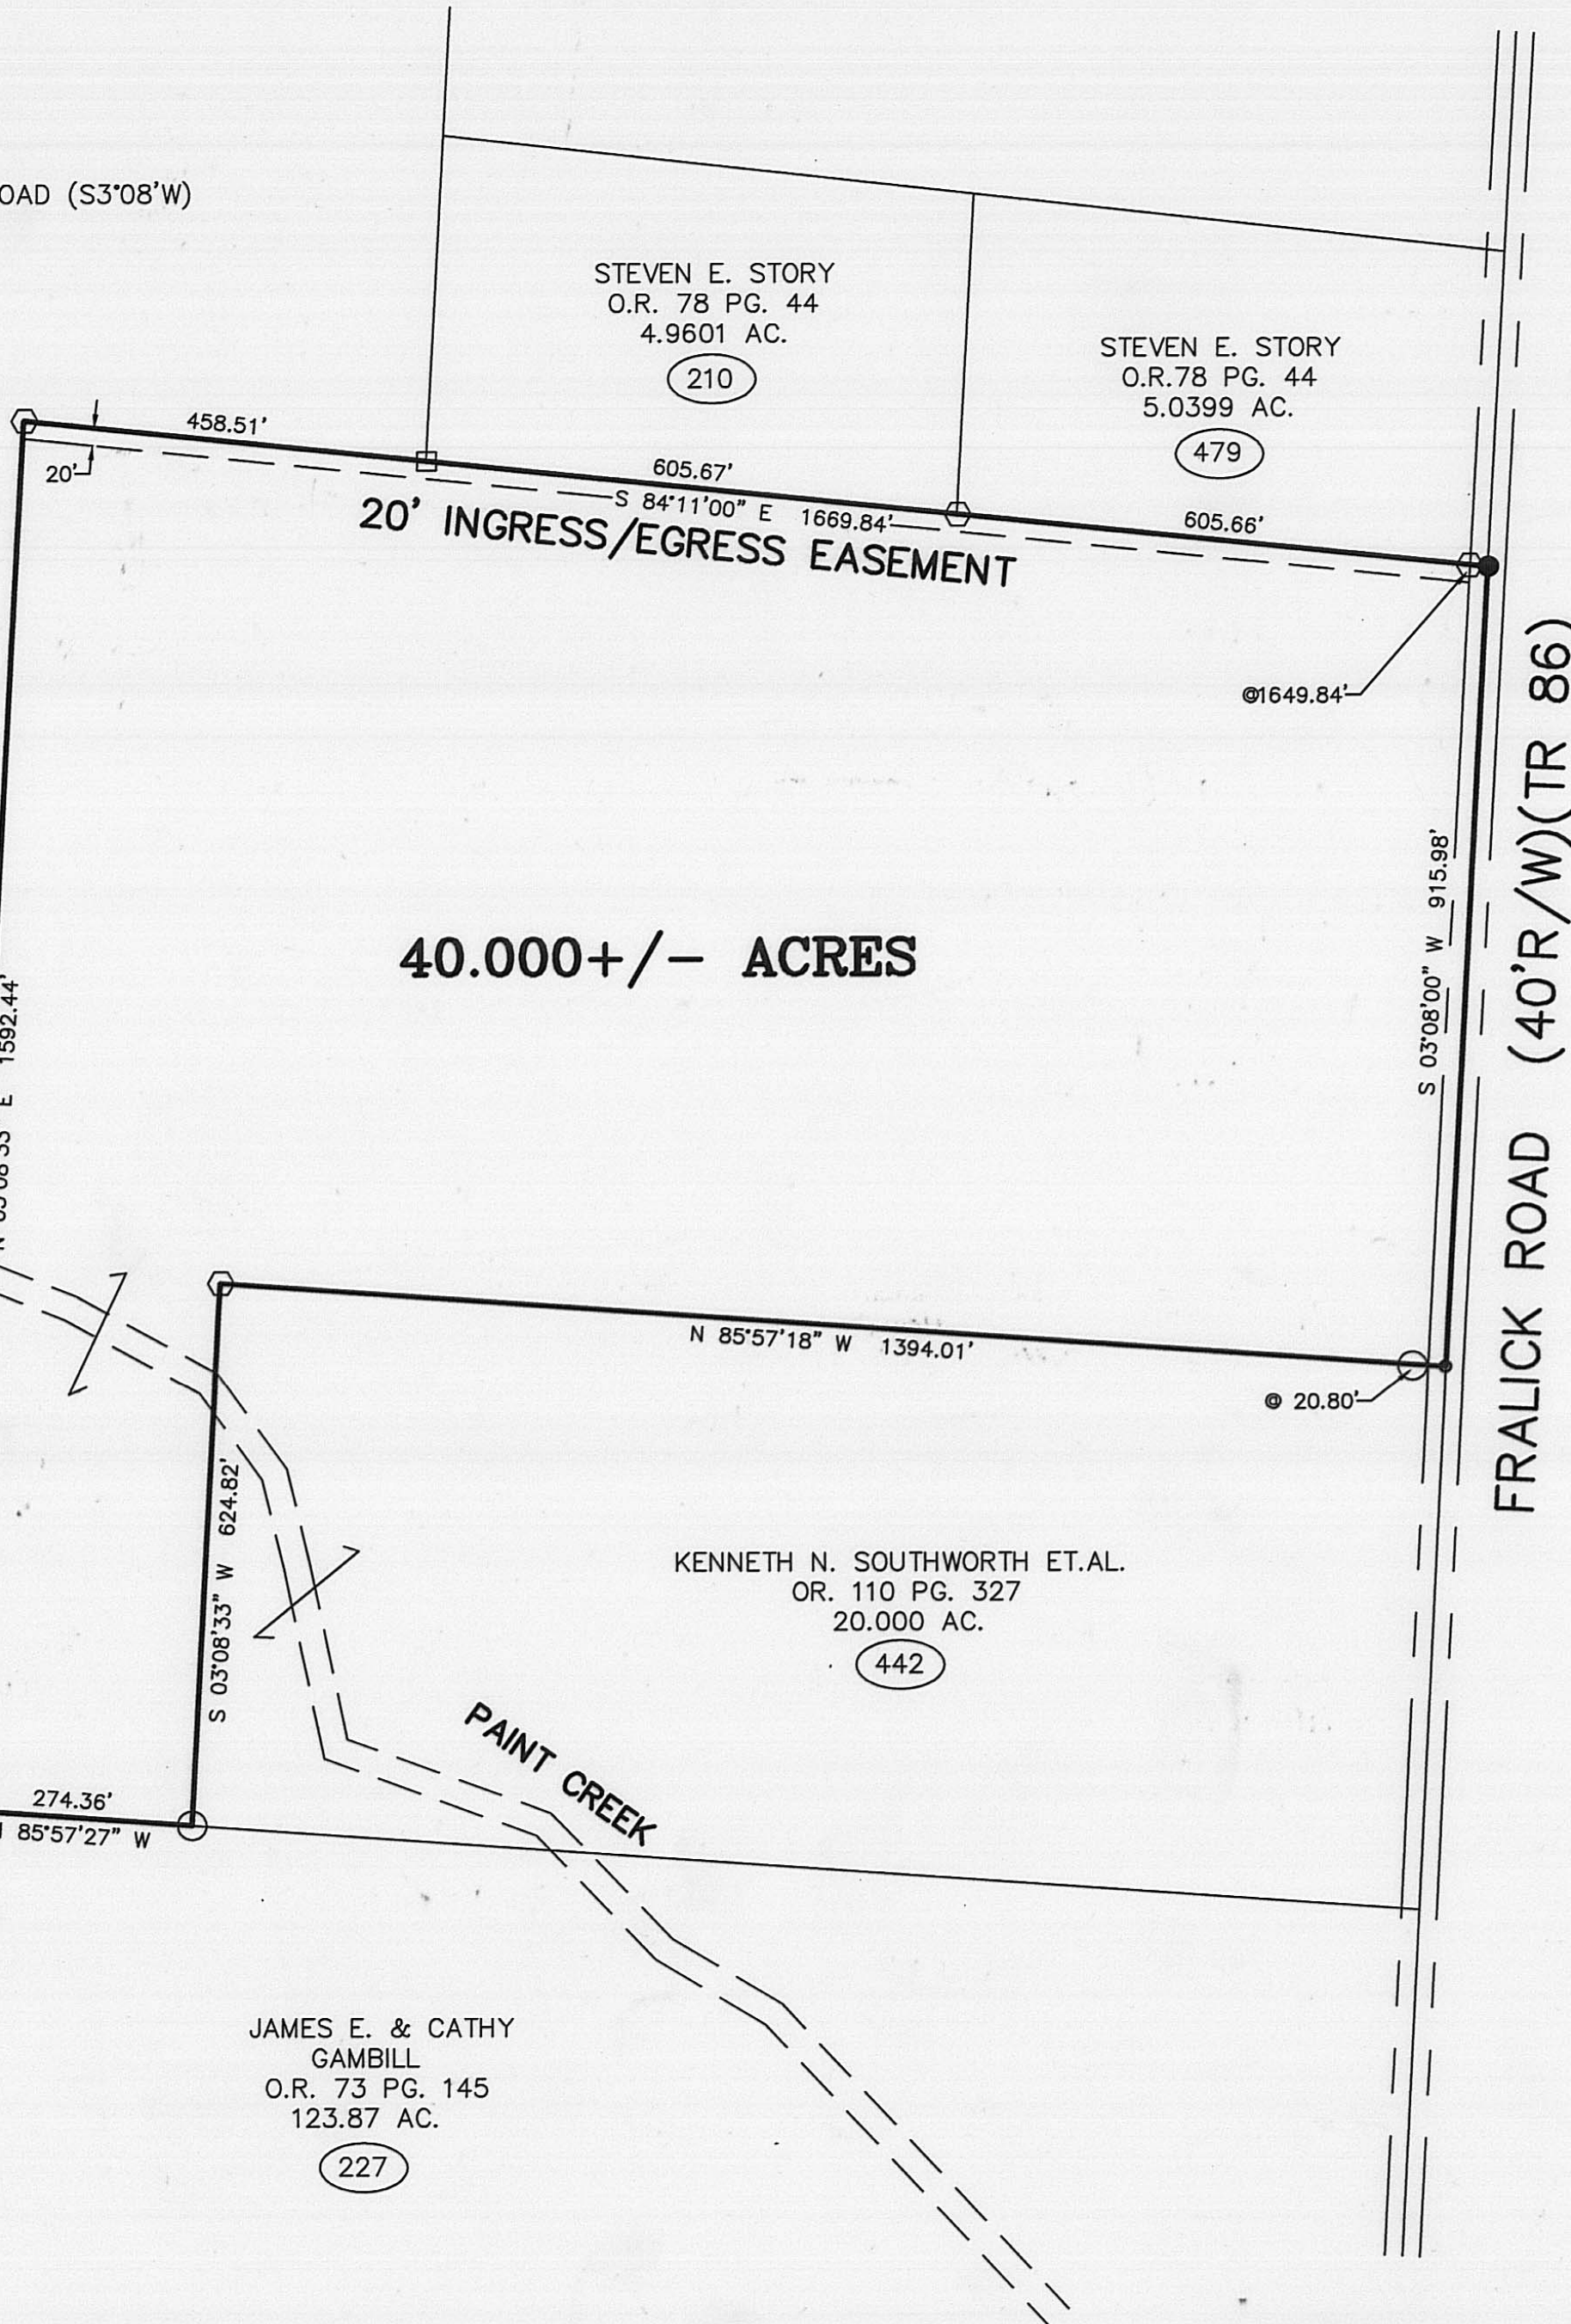 OAD (S3°08'W)
STEVEN E. STORY
O.R. 78 PG. 44
4.9601 AC.
210
STEVEN E. STORY
O.R.78 PG. 44
5.0399 AC.
479
458.51'
20'
605.67'
S 84°11'00" E 1669.84'
605.66'
20' INGRESS/EGRESS EASEMENT
@1649.84'
S 03°08'00" W 915.98'
FRALICK ROAD (40'R/W)(TR 86)
40.000+/- ACRES
N 03°08'33" E 1592.44'
N 85°57'18" W 1394.01'
@ 20.80'
S 03°08'33" W 624.82'
KENNETH N. SOUTHWORTH ET.AL.
OR. 110 PG. 327
20.000 AC.
442
PAINT CREEK
274.36'
85°57'27" W
JAMES E. & CATHY
GAMBILL
O.R. 73 PG. 145
123.87 AC.
227